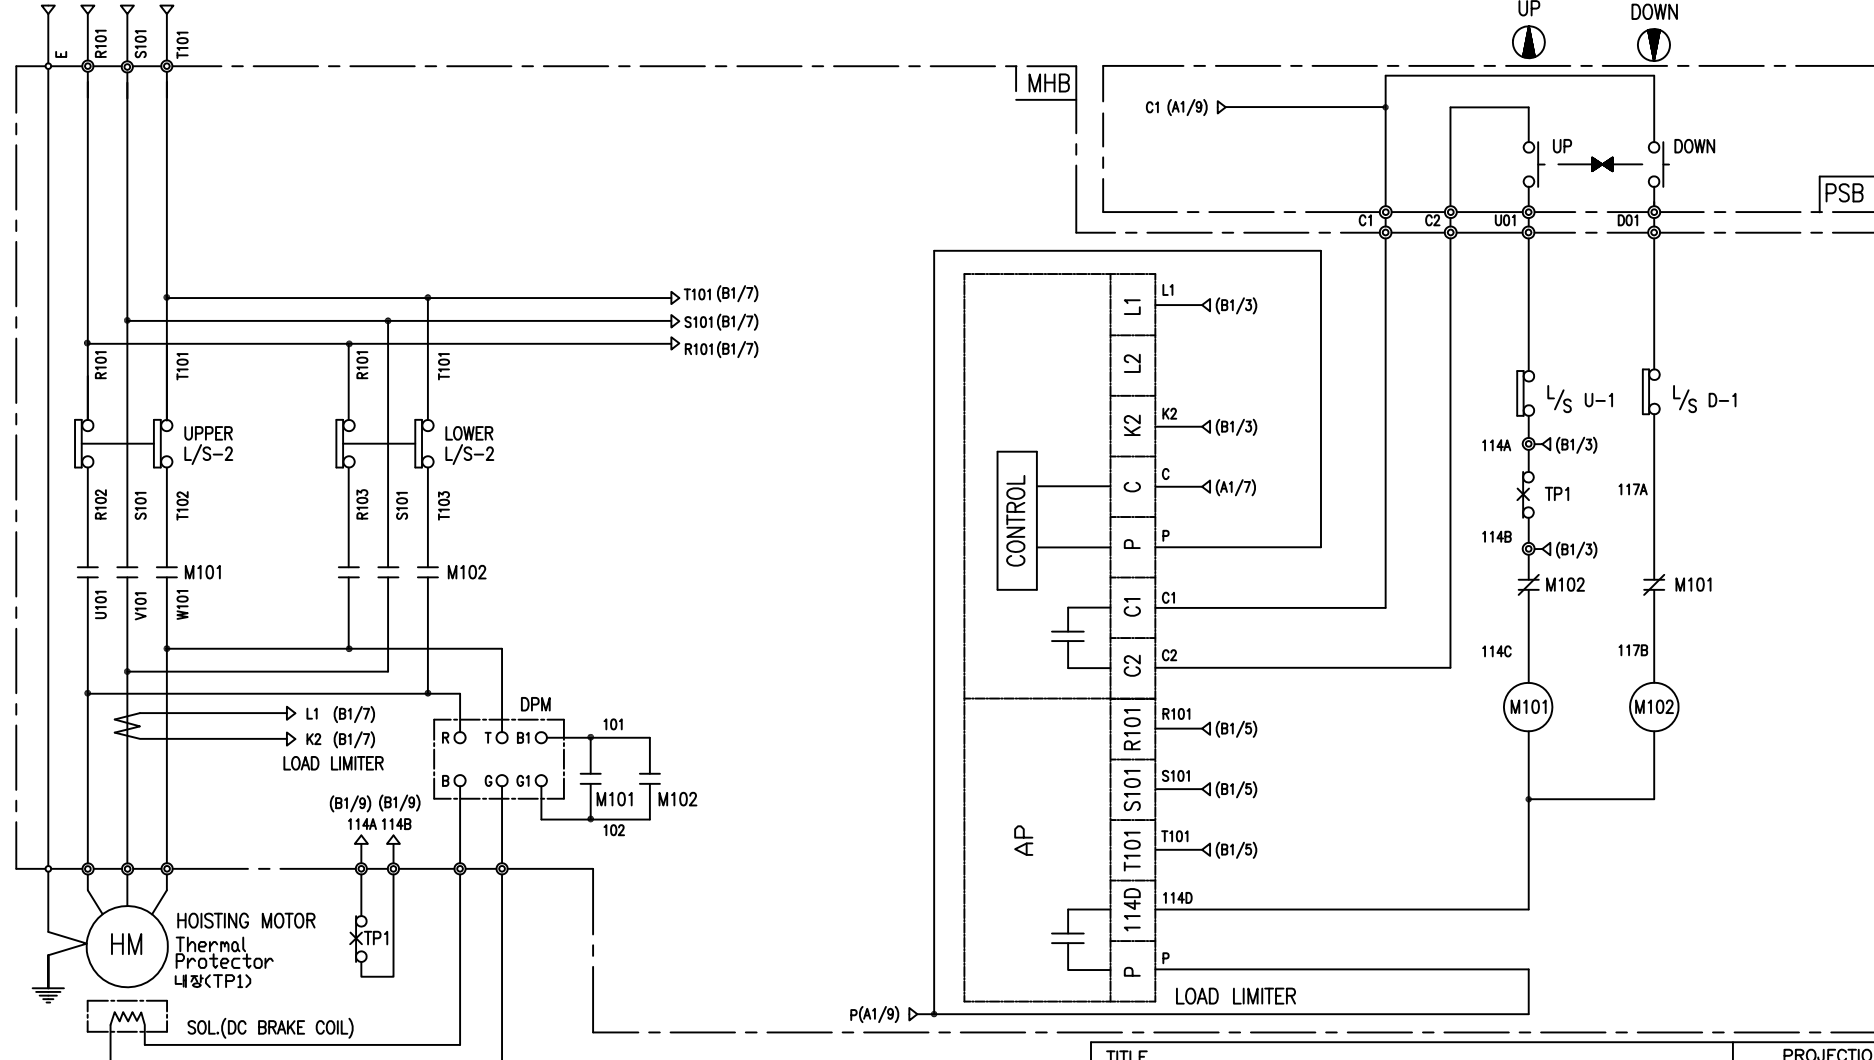 UP
DOWN
E
R101
S101
T101
MHB
C1 (A1/9)
UP
DOWN
PSB
C1
C2
U01
D01
T101 (B1/7)
S101 (B1/7)
R101 (B1/7)
R101
T101
R101
T101
UPPER
L/S-2
LOWER
L/S-2
R102
S101
T102
R103
S101
T103
M101
M102
U101
V101
W101
L1 (B1/7)
K2 (B1/7)
LOAD LIMITER
DPM
R
T
B1
B
G
G1
101
M101
M102
102
(B1/9) (B1/9)
114A 114B
TP1
HM
HOISTING MOTOR
Thermal
Protector
내장(TP1)
SOL.(DC BRAKE COIL)
CONTROL
AP
L1
L1
(B1/3)
L2
K2
K2
(B1/3)
C
C
(A1/7)
P
P
C1
C1
C2
C2
R101
R101
(B1/5)
S101
S101
(B1/5)
T101
T101
(B1/5)
114D
114D
P
P
LOAD LIMITER
P(A1/9)
L/S U-1
L/S D-1
114A
(B1/3)
TP1
117A
114B
(B1/3)
M102
M101
114C
117B
M101
M102
TITLE
PROJECTIO